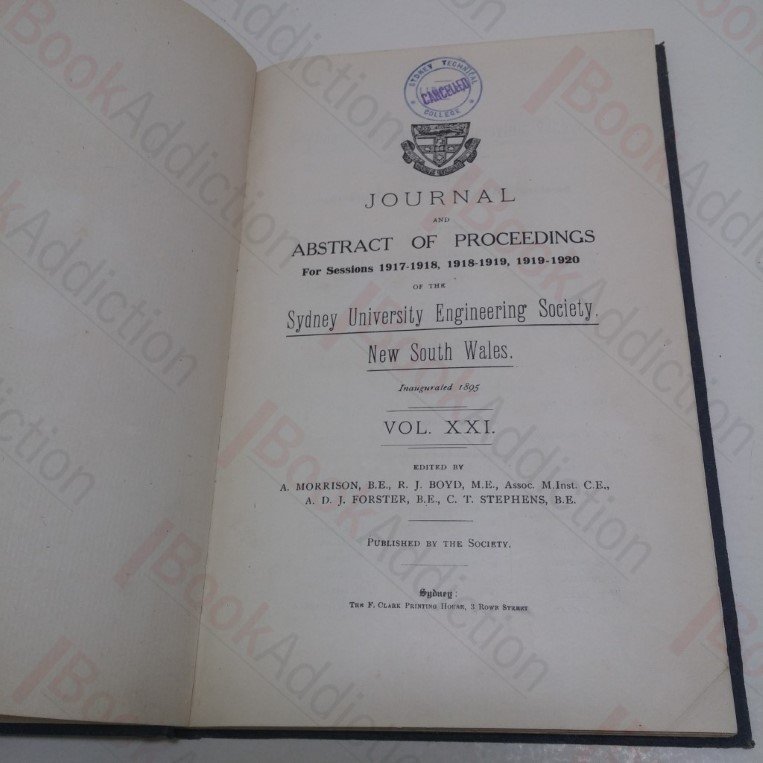 SYDNEY TECHNICAL
CANCELLED
COLLEGE
JOURNAL
AND
ABSTRACT OF PROCEEDINGS
For Sessions 1917-1918, 1918-1919, 1919-1920
OF THE
Sydney University Engineering Society.
New South Wales.
Inaugurated 1895
VOL. XXI.
EDITED BY
A. MORRISON, B.E., R. J. BOYD, M.E., Assoc. M.Inst. C.E.,
A. D. J. FORSTER, B.E., C. T. STEPHENS, B.E.
PUBLISHED BY THE SOCIETY.
Sydney:
THE F. CLARK PRINTING HOUSE, 3 ROWE STREET
BookAddiction